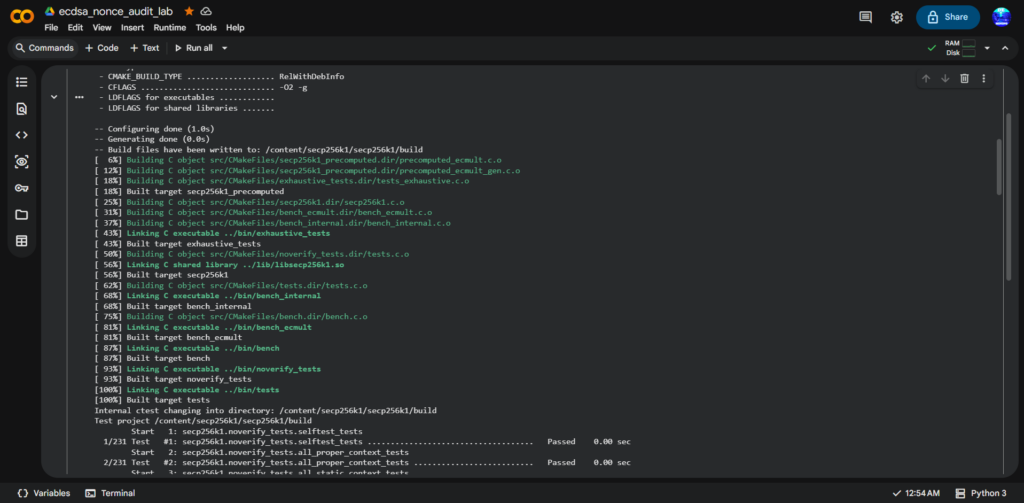 ecdsa_nonce_audit_lab
File Edit View Insert Runtime Tools Help
Share
Commands + Code + Text Run all
RAM
Disk
- CMAKE_BUILD_TYPE ................... RelWithDebInfo
- CFLAGS ............................. -O2 -g
- LDFLAGS for executables ............
- LDFLAGS for shared libraries .......
-- Configuring done (1.0s)
-- Generating done (0.0s)
-- Build files have been written to: /content/secp256k1/secp256k1/build
[ 6%] Building C object src/CMakeFiles/secp256k1_precomputed.dir/precomputed_ecmult.c.o
[ 12%] Building C object src/CMakeFiles/secp256k1_precomputed.dir/precomputed_ecmult_gen.c.o
[ 18%] Building C object src/CMakeFiles/exhaustive_tests.dir/tests_exhaustive.c.o
[ 18%] Built target secp256k1_precomputed
[ 25%] Building C object src/CMakeFiles/secp256k1.dir/secp256k1.c.o
[ 31%] Building C object src/CMakeFiles/bench_ecmult.dir/bench_ecmult.c.o
[ 37%] Building C object src/CMakeFiles/bench_internal.dir/bench_internal.c.o
[ 43%] Linking C executable ../bin/exhaustive_tests
[ 43%] Built target exhaustive_tests
[ 50%] Building C object src/CMakeFiles/noverify_tests.dir/tests.c.o
[ 56%] Linking C shared library ../lib/libsecp256k1.so
[ 56%] Built target secp256k1
[ 62%] Building C object src/CMakeFiles/tests.dir/tests.c.o
[ 68%] Linking C executable ../bin/bench_internal
[ 68%] Built target bench_internal
[ 75%] Building C object src/CMakeFiles/bench.dir/bench.c.o
[ 81%] Linking C executable ../bin/bench_ecmult
[ 81%] Built target bench_ecmult
[ 87%] Linking C executable ../bin/bench
[ 87%] Built target bench
[ 93%] Linking C executable ../bin/noverify_tests
[ 93%] Built target noverify_tests
[100%] Linking C executable ../bin/tests
[100%] Built target tests
Internal ctest changing into directory: /content/secp256k1/secp256k1/build
Test project /content/secp256k1/secp256k1/build
Start 1: secp256k1.noverify_tests.selftest_tests
1/231 Test #1: secp256k1.noverify_tests.selftest_tests .................................. Passed 0.00 sec
Start 2: secp256k1.noverify_tests.all_proper_context_tests
2/231 Test #2: secp256k1.noverify_tests.all_proper_context_tests ........................ Passed 0.00 sec
Start 3: secp256k1.noverify_tests.all_static_context_tests
Variables Terminal 12:54 AM Python 3